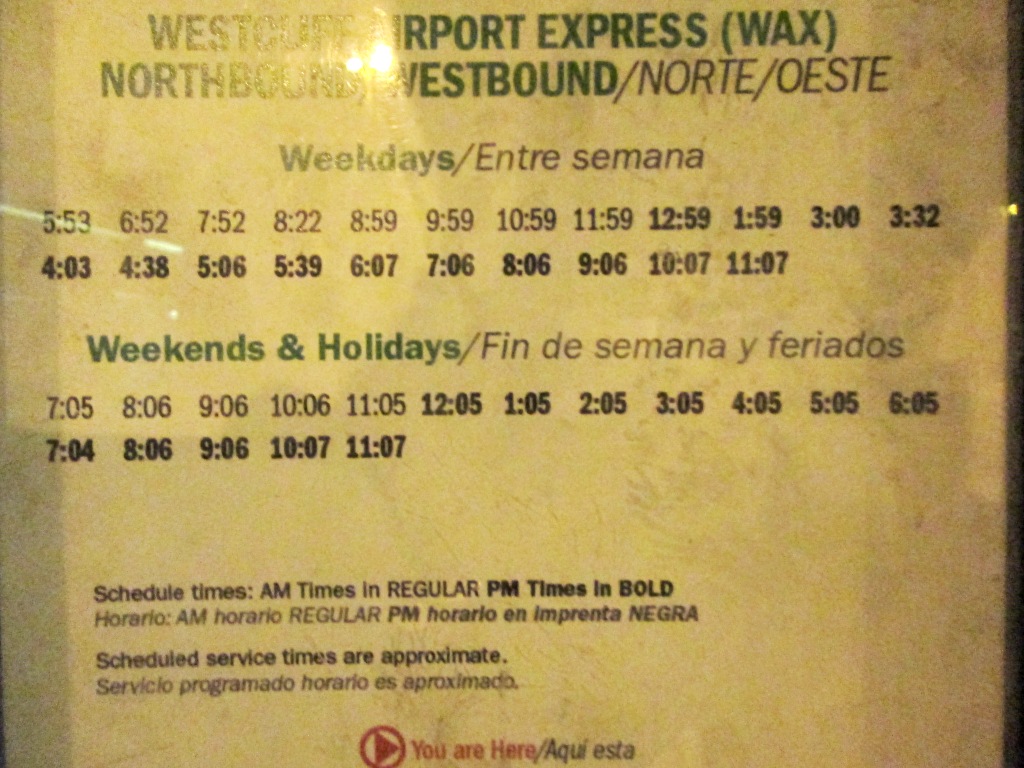 WESTCLIFF AIRPORT EXPRESS (WAX)
NORTHBOUND/WESTBOUND/NORTE/OESTE
Weekdays/Entre semana
5:53 6:52 7:52 8:22 8:59 9:59 10:59 11:59 12:59 1:59 3:00 3:32
4:03 4:38 5:06 5:39 6:07 7:06 8:06 9:06 10:07 11:07
Weekends & Holidays/Fin de semana y feriados
7:05 8:06 9:06 10:06 11:05 12:05 1:05 2:05 3:05 4:05 5:05 6:05
7:04 8:06 9:06 10:07 11:07
Schedule times: AM Times in REGULAR PM Times in BOLD
Horario: AM horario REGULAR PM horario en imprenta NEGRA
Scheduled service times are approximate.
Servicio programado horario es aproximado.
You are Here/Aqui esta